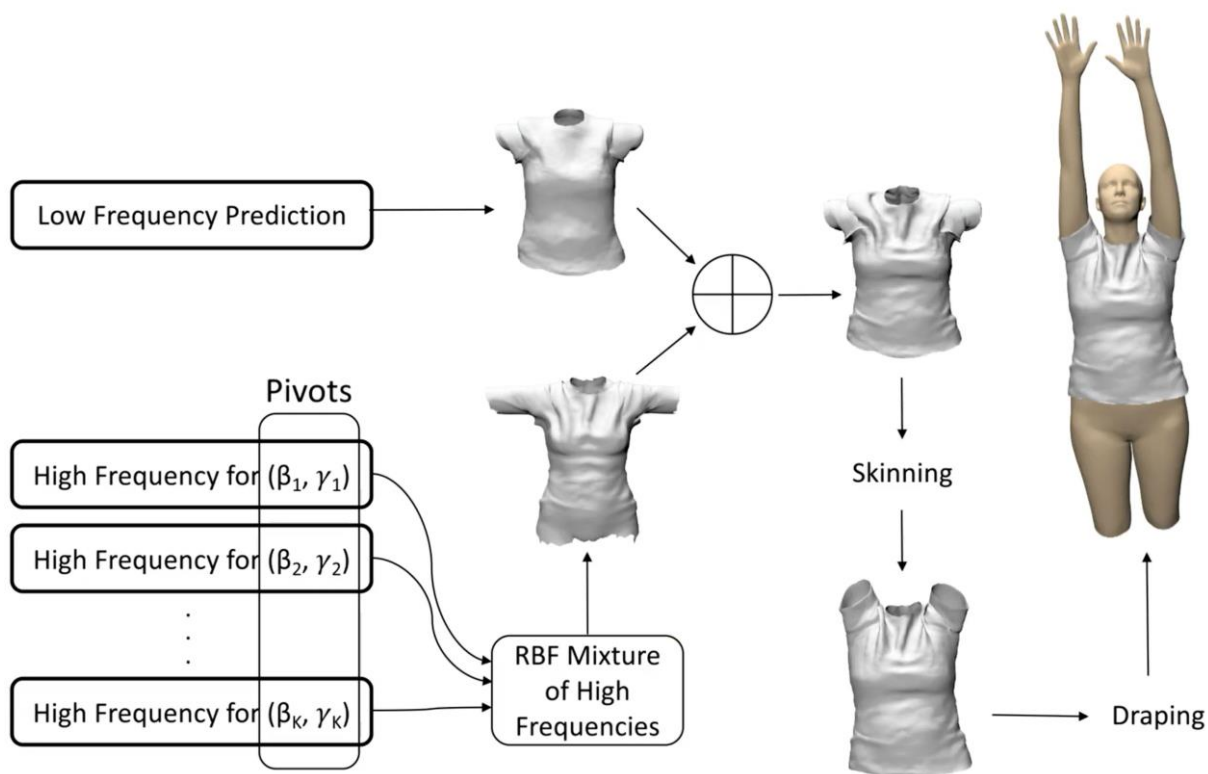 Low Frequency Prediction
Pivots
High Frequency for (β₁, γ₁)
High Frequency for (β₂, γ₂)
High Frequency for (βₖ, γₖ)
RBF Mixture
of High
Frequencies
Skinning
Draping